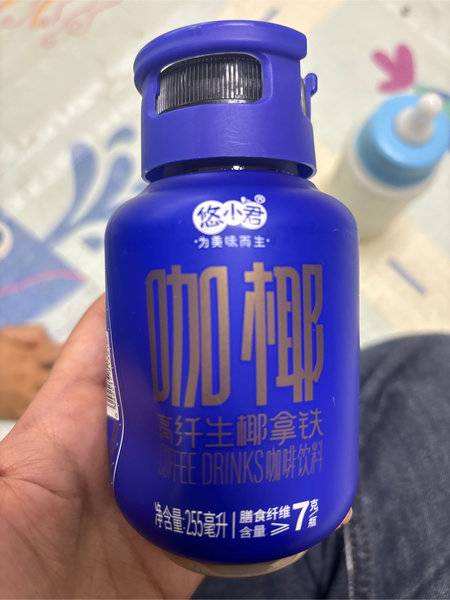 悠小君®
·为美味而生·
咖椰
高纤生椰拿铁
COFFEE DRINKS咖啡饮料
净含量:255毫升
膳食纤维
含量≥7克/瓶